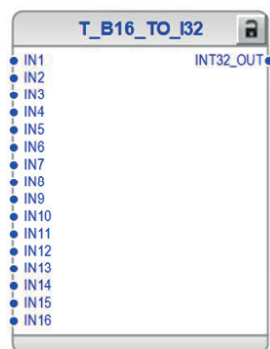 T_B16_TO_I32
IN1 INT32_OUT
IN2
IN3
IN4
IN5
IN6
IN7
IN8
IN9
IN10
IN11
IN12
IN13
IN14
IN15
IN16